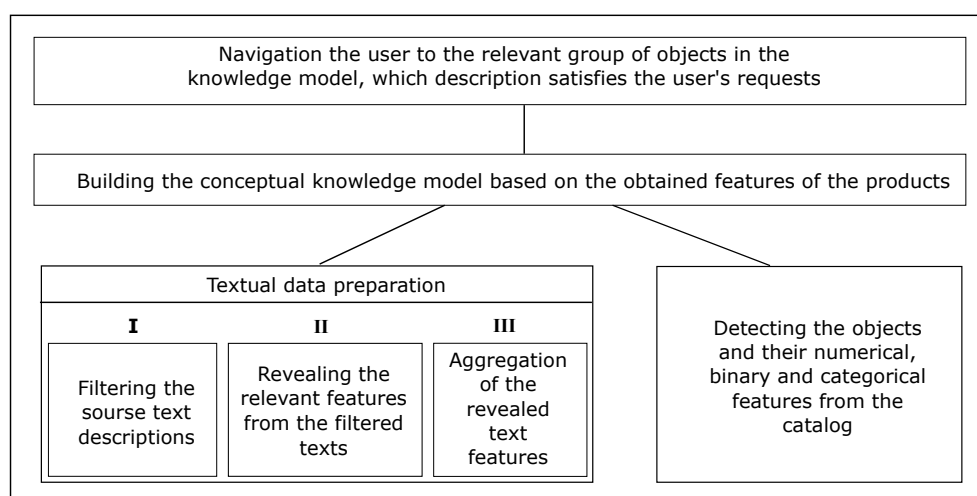 Navigation the user to the relevant group of objects in the
knowledge model, which description satisfies the user's requests
Building the conceptual knowledge model based on the obtained features of the products
Textual data preparation
I
Filtering the
sourse text
descriptions
II
Revealing the
relevant features
from the filtered
texts
III
Aggregation
of the
revealed
text
features
Detecting the objects
and their numerical,
binary and categorical
features from the
catalog